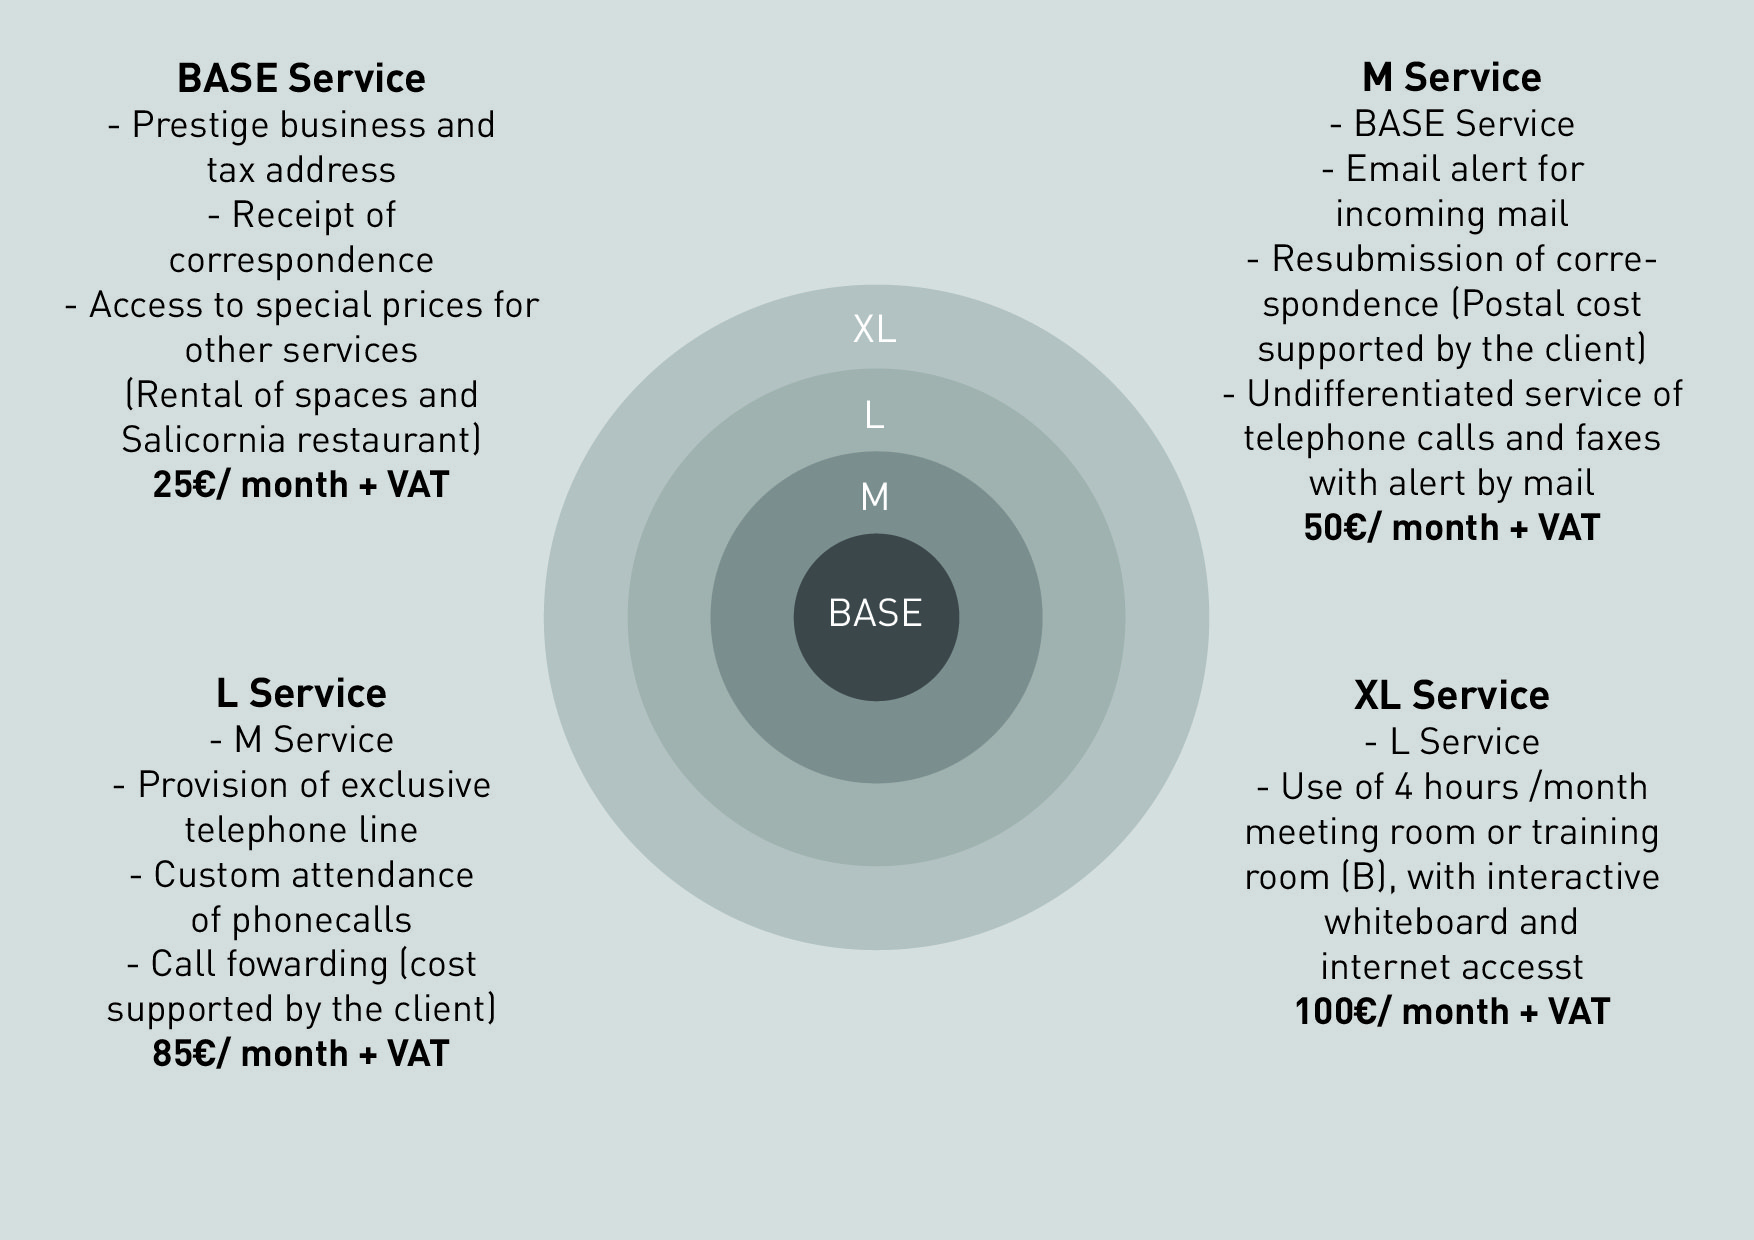 BASE Service
- Prestige business and
tax address
- Receipt of
correspondence
- Access to special prices for
other services
(Rental of spaces and
Salicornia restaurant)
25€/ month + VAT
M Service
- BASE Service
- Email alert for
incoming mail
- Resubmission of corre-
spondence (Postal cost
supported by the client)
- Undifferentiated service of
telephone calls and faxes
with alert by mail
50€/ month + VAT
XL
L
M
BASE
L Service
- M Service
- Provision of exclusive
telephone line
- Custom attendance
of phonecalls
- Call fowarding (cost
supported by the client)
85€/ month + VAT
XL Service
- L Service
- Use of 4 hours /month
meeting room or training
room (B), with interactive
whiteboard and
internet accesst
100€/ month + VAT